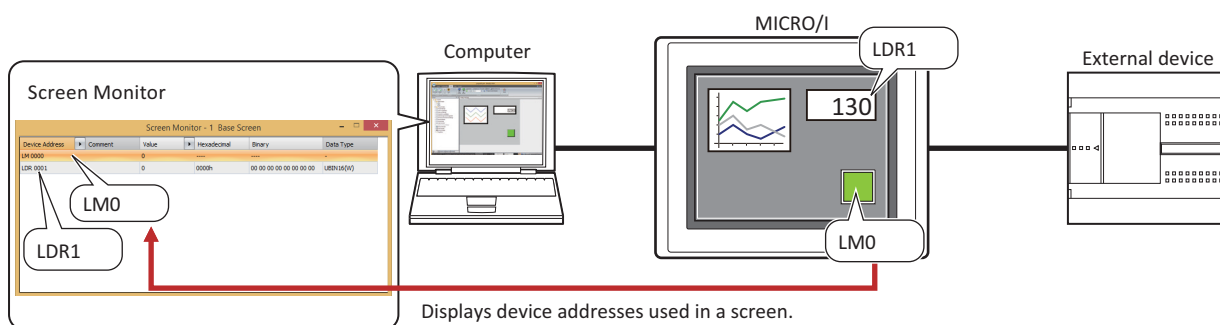 MICRO/I
LDR1
Computer
External device
Screen Monitor
130
Screen Monitor - 1 Base Screen
Device Address Comment Value Hexadecimal Binary Data Type
LM 0000 0 ---- ---- -
LDR 0001 0 0000h 00 00 00 00 00 00 00 00 UBIN16(W)
LM0
LDR1
LM0
Displays device addresses used in a screen.